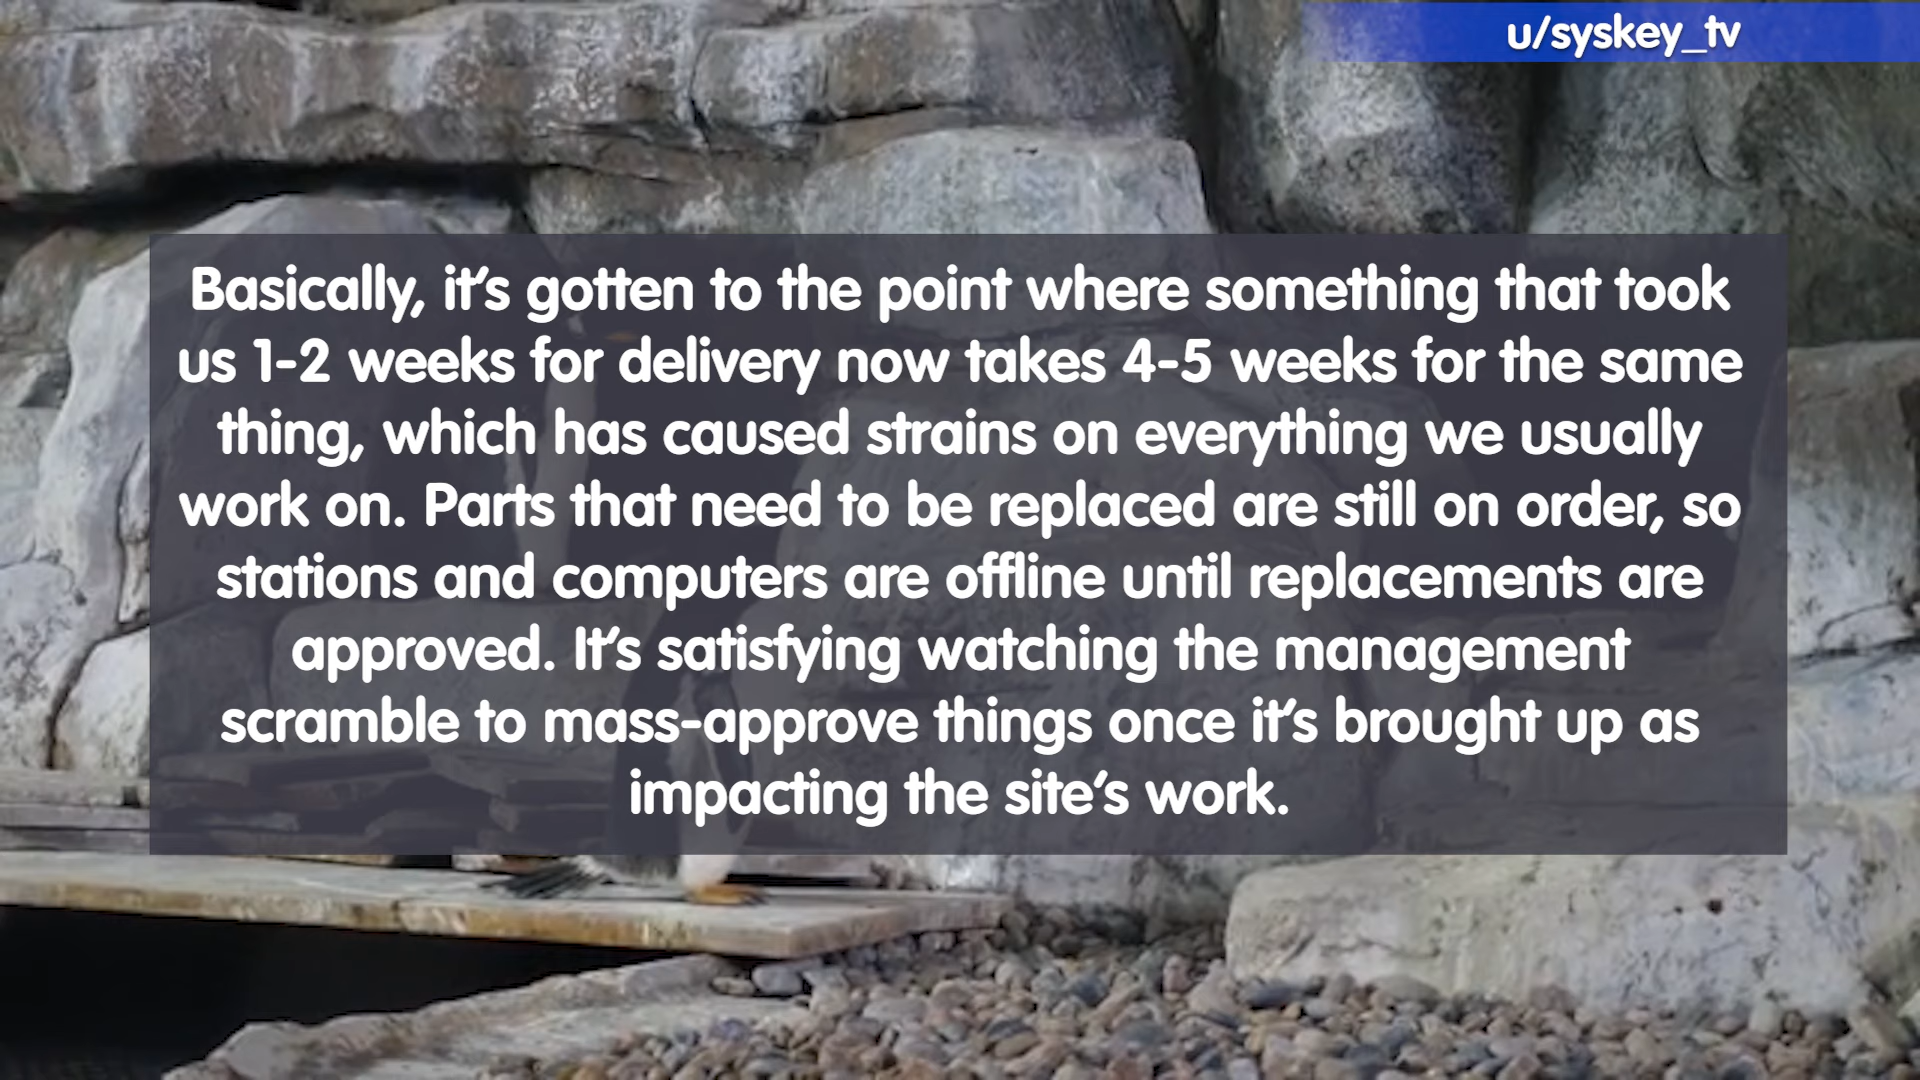 u/syskey_tv
Basically, it's gotten to the point where something that took
us 1-2 weeks for delivery now takes 4-5 weeks for the same
thing, which has caused strains on everything we usually
work on. Parts that need to be replaced are still on order, so
stations and computers are offline until replacements are
approved. It's satisfying watching the management
scramble to mass-approve things once it's brought up as
impacting the site's work.